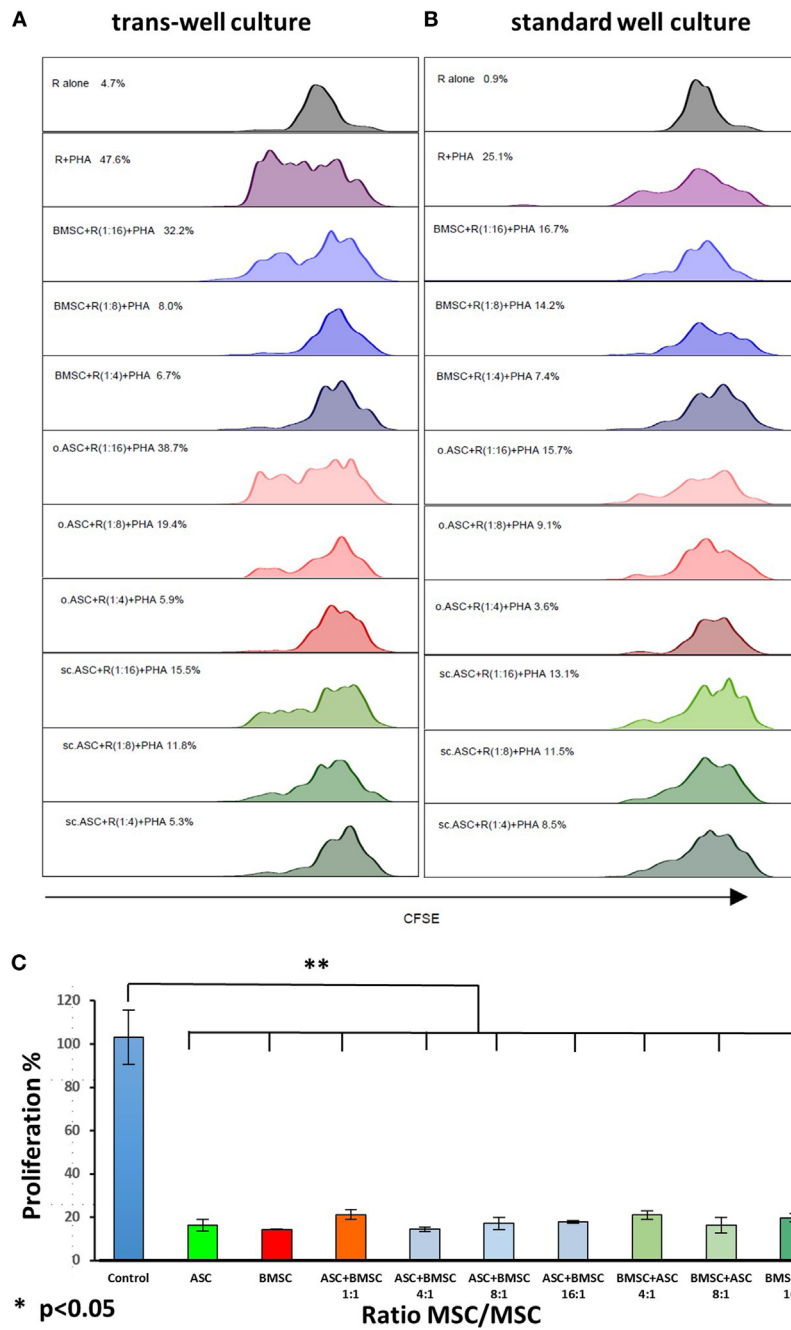 A trans-well culture
B standard well culture
R alone 4.7%
R+PHA 47.6%
BMSC+R(1:16)+PHA 32.2%
BMSC+R(1:8)+PHA 8.0%
BMSC+R(1:4)+PHA 6.7%
o.ASC+R(1:16)+PHA 38.7%
o.ASC+R(1:8)+PHA 19.4%
o.ASC+R(1:4)+PHA 5.9%
sc.ASC+R(1:16)+PHA 15.5%
sc.ASC+R(1:8)+PHA 11.8%
sc.ASC+R(1:4)+PHA 5.3%
R alone 0.9%
R+PHA 25.1%
BMSC+R(1:16)+PHA 16.7%
BMSC+R(1:8)+PHA 14.2%
BMSC+R(1:4)+PHA 7.4%
o.ASC+R(1:16)+PHA 15.7%
o.ASC+R(1:8)+PHA 9.1%
o.ASC+R(1:4)+PHA 3.6%
sc.ASC+R(1:16)+PHA 13.1%
sc.ASC+R(1:8)+PHA 11.5%
sc.ASC+R(1:4)+PHA 8.5%
CFSE
C
**
Proliferation %
120
100
80
60
40
20
0
Control ASC BMSC ASC+BMSC ASC+BMSC ASC+BMSC ASC+BMSC BMSC+ASC BMSC+ASC
1:1 4:1 8:1 16:1 4:1 8:1
* p<0.05
Ratio MSC/MSC